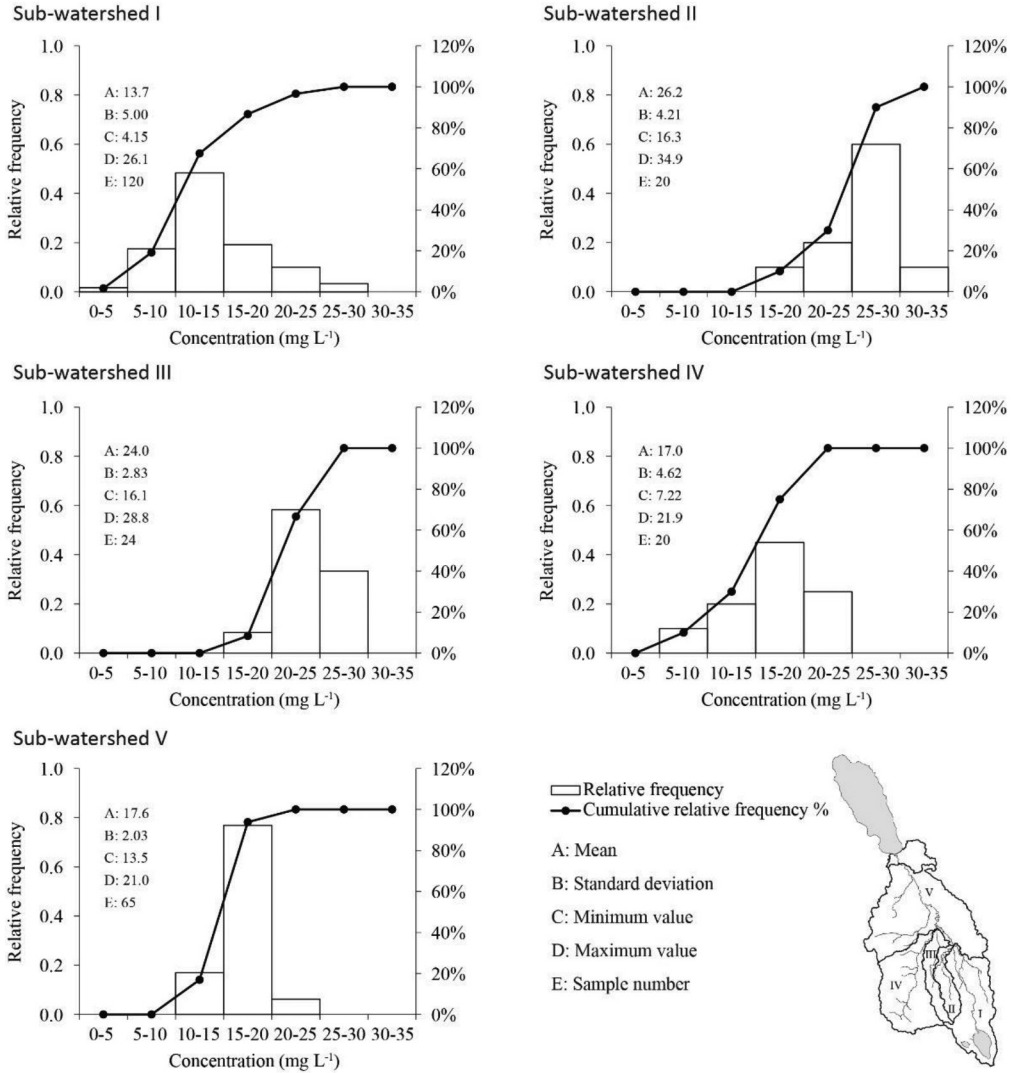 Sub-watershed I
1.0
0.8
0.6
0.4
0.2
0.0
Relative frequency
A: 13.7
B: 5.00
C: 4.15
D: 26.1
E: 120
120%
100%
80%
60%
40%
20%
0%
0-5 5-10 10-15 15-20 20-25 25-30 30-35
Concentration (mg L⁻¹)
Sub-watershed II
1.0
0.8
0.6
0.4
0.2
0.0
Relative frequency
A: 26.2
B: 4.21
C: 16.3
D: 34.9
E: 20
120%
100%
80%
60%
40%
20%
0%
0-5 5-10 10-15 15-20 20-25 25-30 30-35
Concentration (mg L⁻¹)
Sub-watershed III
1.0
0.8
0.6
0.4
0.2
0.0
Relative frequency
A: 24.0
B: 2.83
C: 16.1
D: 28.8
E: 24
120%
100%
80%
60%
40%
20%
0%
0-5 5-10 10-15 15-20 20-25 25-30 30-35
Concentration (mg L⁻¹)
Sub-watershed IV
1.0
0.8
0.6
0.4
0.2
0.0
Relative frequency
A: 17.0
B: 4.62
C: 7.22
D: 21.9
E: 20
120%
100%
80%
60%
40%
20%
0%
0-5 5-10 10-15 15-20 20-25 25-30 30-35
Concentration (mg L⁻¹)
Sub-watershed V
1.0
0.8
0.6
0.4
0.2
0.0
Relative frequency
A: 17.6
B: 2.03
C: 13.5
D: 21.0
E: 65
120%
100%
80%
60%
40%
20%
0%
0-5 5-10 10-15 15-20 20-25 25-30 30-35
Concentration (mg L⁻¹)
Relative frequency
Cumulative relative frequency %
A: Mean
B: Standard deviation
C: Minimum value
D: Maximum value
E: Sample number
V
III
IV
II
I